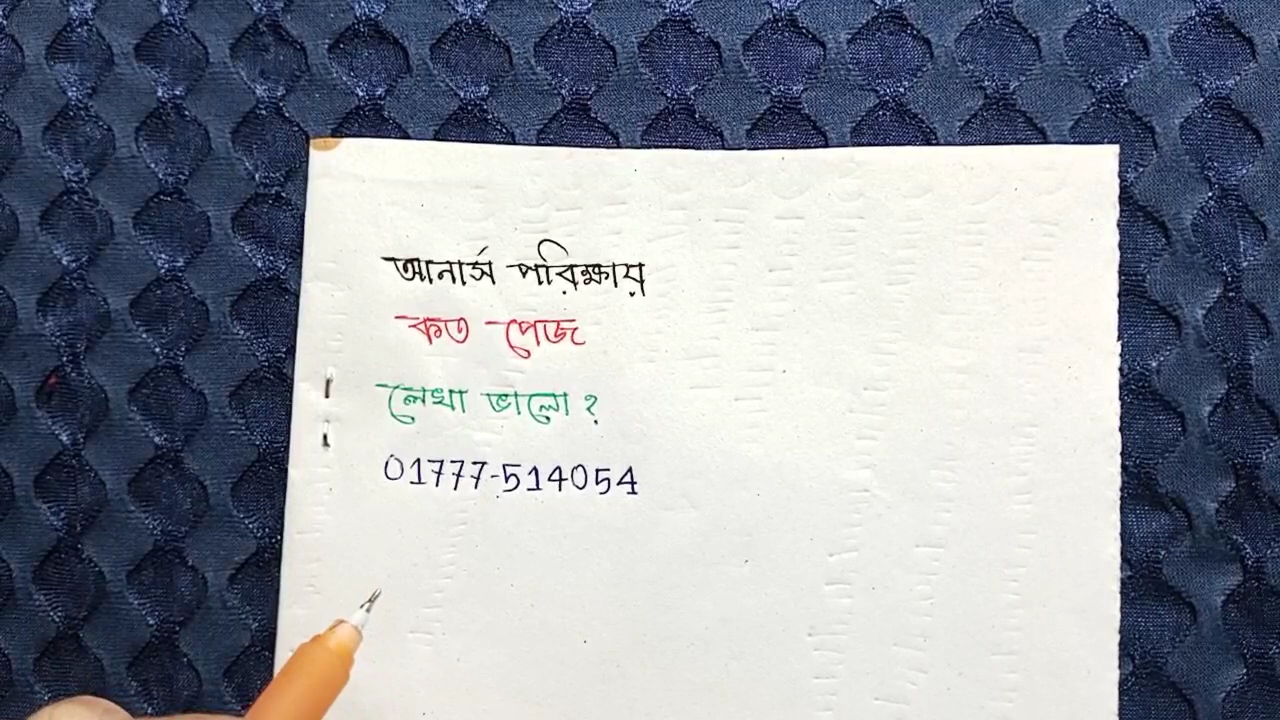 আনার্স পরিক্ষায়
কত পেজ
লেখা ভালো ?
01777-514054